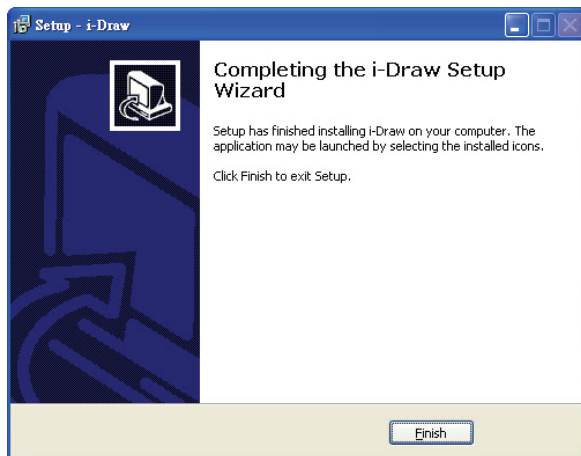 Setup - i-Draw
Completing the i-Draw Setup
Wizard
Setup has finished installing i-Draw on your computer. The
application may be launched by selecting the installed icons.
Click Finish to exit Setup.
Finish